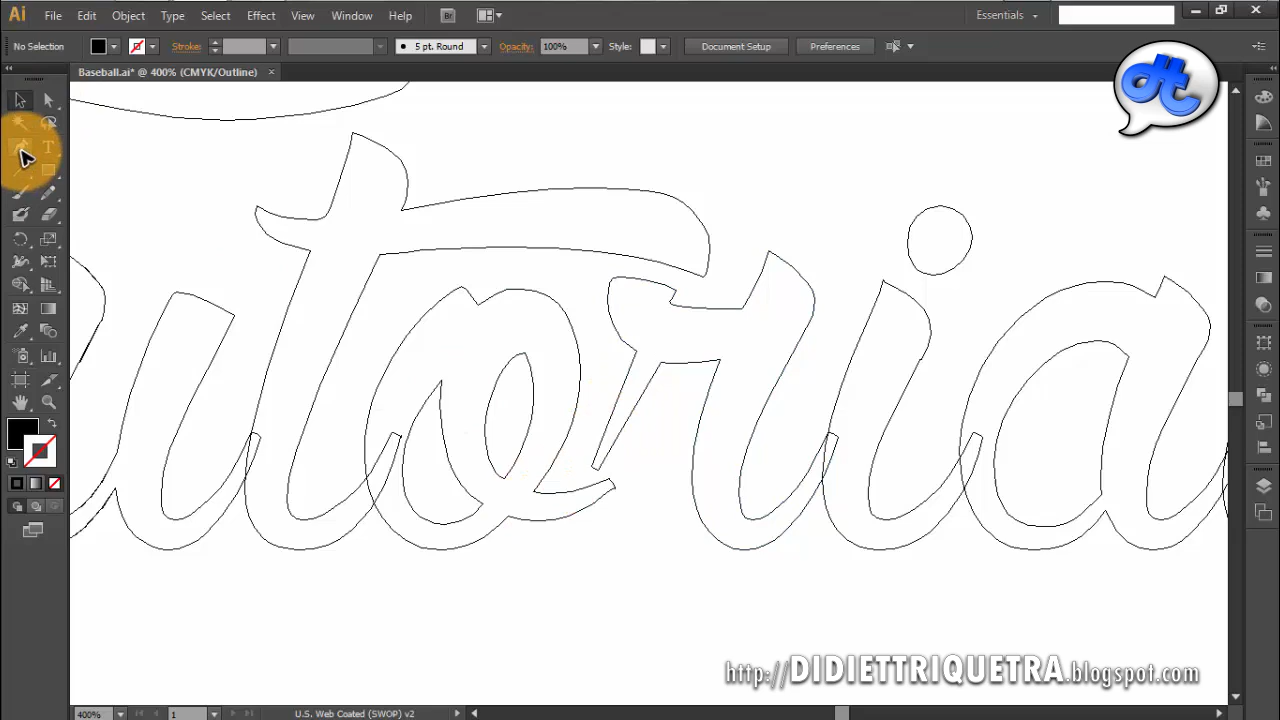 Ai File Edit Object Type Select Effect View Window Help Br Essentials
No Selection Stroke: 5 pt. Round Opacity: 100% Style: Document Setup Preferences
Baseball.ai* @ 400% (CMYK/Outline) ×
dt
T
utoria
http://DIDIETTRIQUETRA.blogspot.com
400% 1 U.S. Web Coated (SWOP) v2